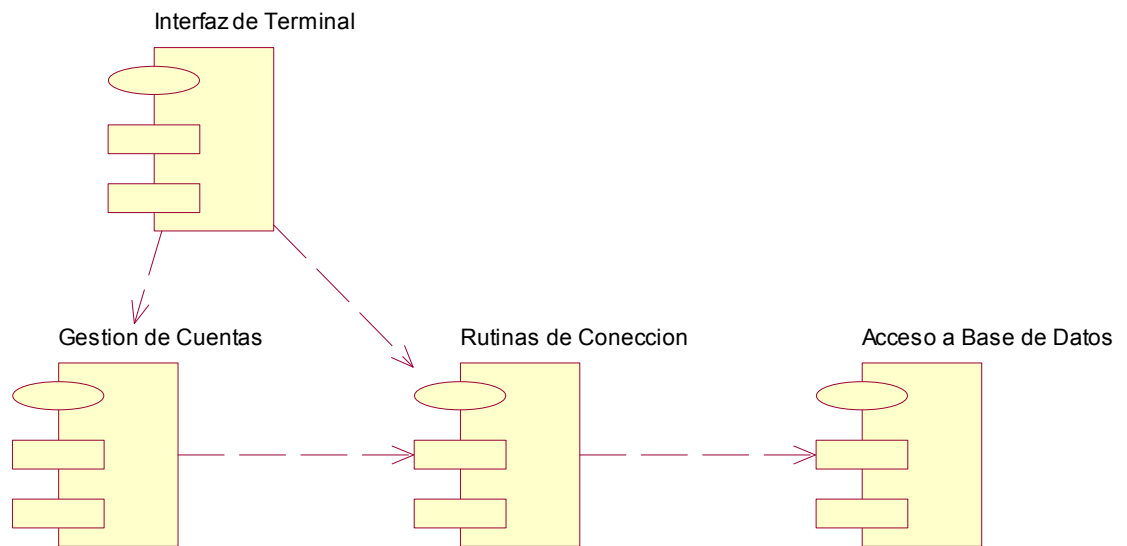 Interfaz de Terminal
Gestion de Cuentas
Rutinas de Coneccion
Acceso a Base de Datos